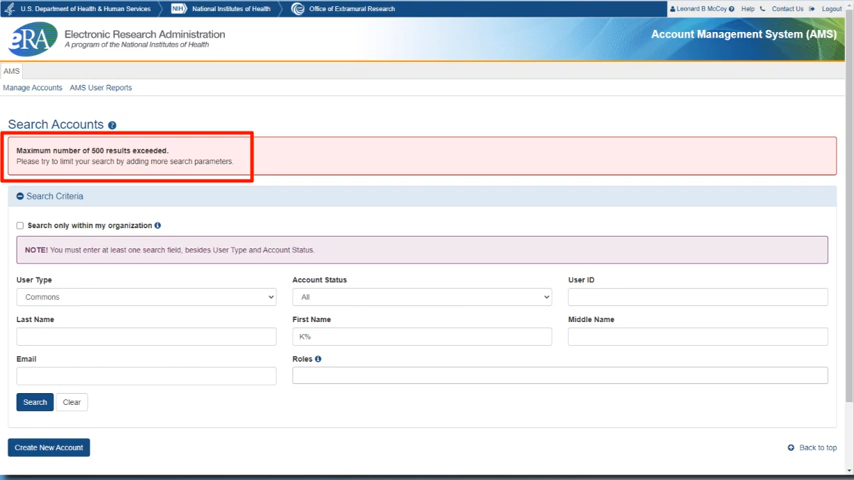 U.S. Department of Health & Human Services
NIH
National Institutes of Health
Office of Extramural Research
Leonard B McCoy
Help
Contact Us
Logout
eRA
Electronic Research Administration
A program of the National Institutes of Health
Account Management System (AMS)
AMS
Manage Accounts
AMS User Reports
Search Accounts
Maximum number of 500 results exceeded.
Please try to limit your search by adding more search parameters.
Search Criteria
Search only within my organization
NOTE! You must enter at least one search field, besides User Type and Account Status.
User Type
Account Status
User ID
Commons
All
Last Name
First Name
Middle Name
K%
Email
Roles
Search
Clear
Create New Account
Back to top